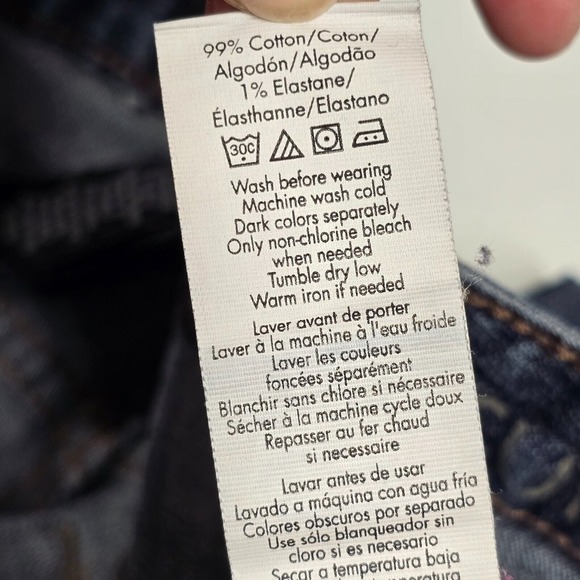 99% Cotton/Coton/
Algodón/Algodão
1% Elastane/
Élasthanne/Elastano
30C
Wash before wearing
Machine wash cold
Dark colors separately
Only non-chlorine bleach
when needed
Tumble dry low
Warm iron if needed
Laver avant de porter
Laver à la machine à l'eau froide
Laver les couleurs
foncées séparément
Blanchir sans chlore si nécessaire
Sécher à la machine cycle doux
Repasser au fer chaud
si necessaire
Lavar antes de usar
Lavado a máquina con agua fría
Colores obscuros por separado
Use sólo blanqueador sin
cloro si es necesario
Secar a temperatura baja